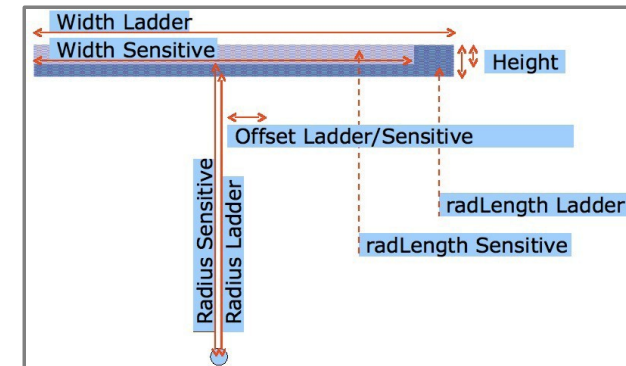 Width Ladder
Width Sensitive
Height
Offset Ladder/Sensitive
Radius Sensitive
Radius Ladder
radLength Ladder
radLength Sensitive